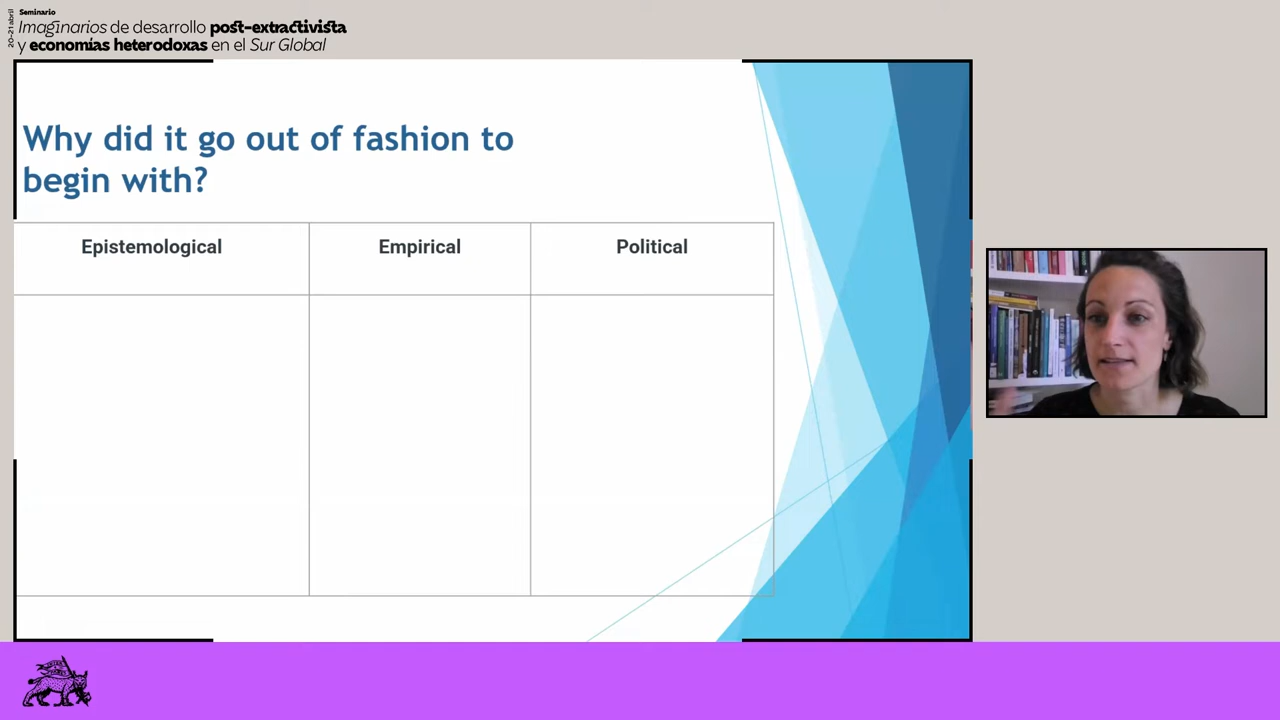 20-21 abril
Seminario
Imaginarios de desarrollo post-extractivista
y economías heterodoxas en el Sur Global
Why did it go out of fashion to
begin with?
Epistemological Empirical Political